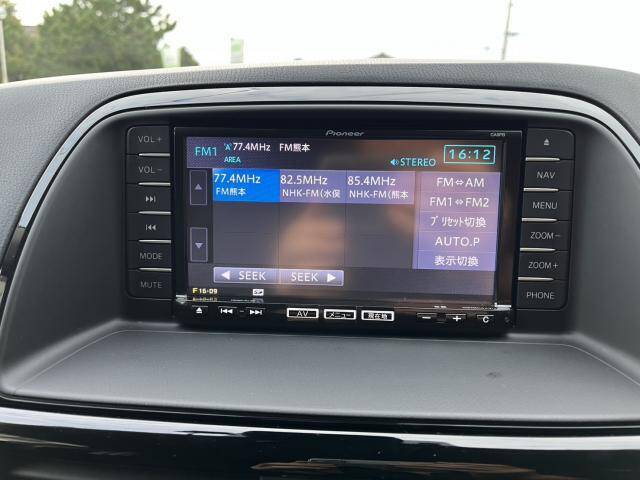 Pioneer
CA9PB
FM1 77.4MHz FM熊本
AREA
STEREO
16:12
77.4MHz 82.5MHz 85.4MHz
FM熊本 NHK-FM(水俣 NHK-FM(熊本
FM⇔AM
FM1⇔FM2
プリセット切換
AUTO.P
表示切換
◀ SEEK SEEK ▶
F16-09
AV メニュー 現在地
− + C
VOL+
VOL−
MODE
MUTE
NAV
MENU
ZOOM−
ZOOM+
PHONE